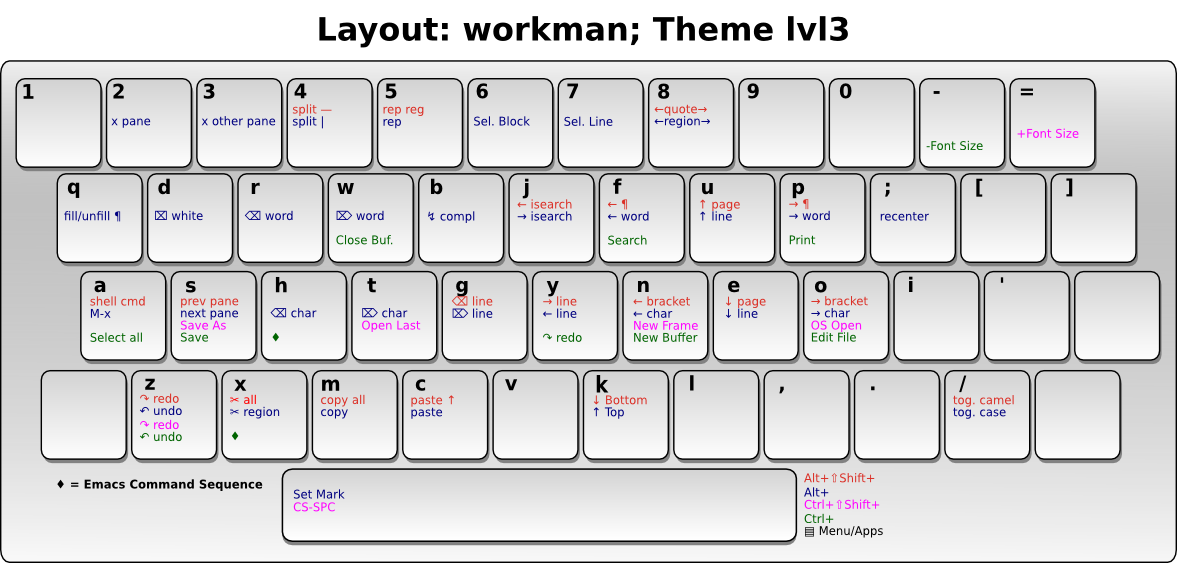 Layout: workman; Theme lvl3
1
2
x pane
3
x other pane
4
split —
split |
5
rep reg
rep
6
Sel. Block
7
Sel. Line
8
←quote→
←region→
9
0
-
-Font Size
=
+Font Size
q
fill/unfill ¶
d
⌧ white
r
⌫ word
w
⌦ word
Close Buf.
b
↯ compl
j
← isearch
→ isearch
f
← ¶
← word
Search
u
↑ page
↑ line
p
→ ¶
→ word
Print
;
recenter
[
]
a
shell cmd
M-x
Select all
s
prev pane
next pane
Save As
Save
h
⌫ char
♦
t
⌦ char
Open Last
g
⌫ line
⌦ line
y
→ line
← line
↷ redo
n
← bracket
← char
New Frame
New Buffer
e
↓ page
↓ line
o
→ bracket
→ char
OS Open
Edit File
i
'
z
↷ redo
↶ undo
↷ redo
↶ undo
x
✂ all
✂ region
♦
m
copy all
copy
c
paste ↑
paste
v
k
↓ Bottom
↑ Top
l
,
.
/
tog. camel
tog. case
♦ = Emacs Command Sequence
Set Mark
CS-SPC
Alt+⇧Shift+
Alt+
Ctrl+⇧Shift+
Ctrl+
▤ Menu/Apps